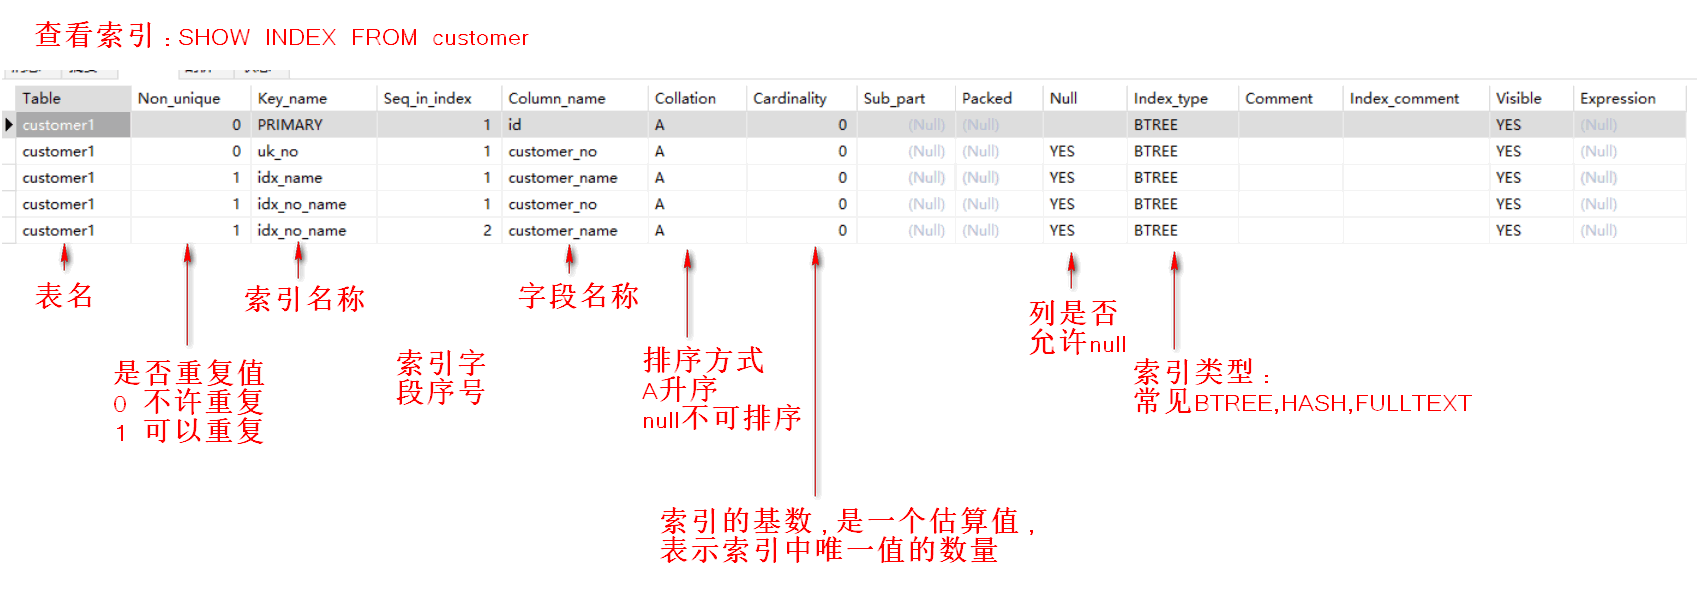 查看索引：SHOW INDEX FROM customer
Table Non_unique Key_name Seq_in_index Column_name Collation Cardinality Sub_part Packed Null Index_type Comment Index_comment Visible Expression
customer1 0 PRIMARY 1 id A 0 (Null) (Null) BTREE YES (Null)
customer1 0 uk_no 1 customer_no A 0 (Null) (Null) YES BTREE YES (Null)
customer1 1 idx_name 1 customer_name A 0 (Null) (Null) YES BTREE YES (Null)
customer1 1 idx_no_name 1 customer_no A 0 (Null) (Null) YES BTREE YES (Null)
customer1 1 idx_no_name 2 customer_name A 0 (Null) (Null) YES BTREE YES (Null)
表名
是否重复值
0 不许重复
1 可以重复
索引名称
索引字
段序号
字段名称
排序方式
A升序
null不可排序
索引的基数,是一个估算值,
表示索引中唯一值的数量
列是否
允许null
索引类型：
常见BTREE,HASH,FULLTEXT